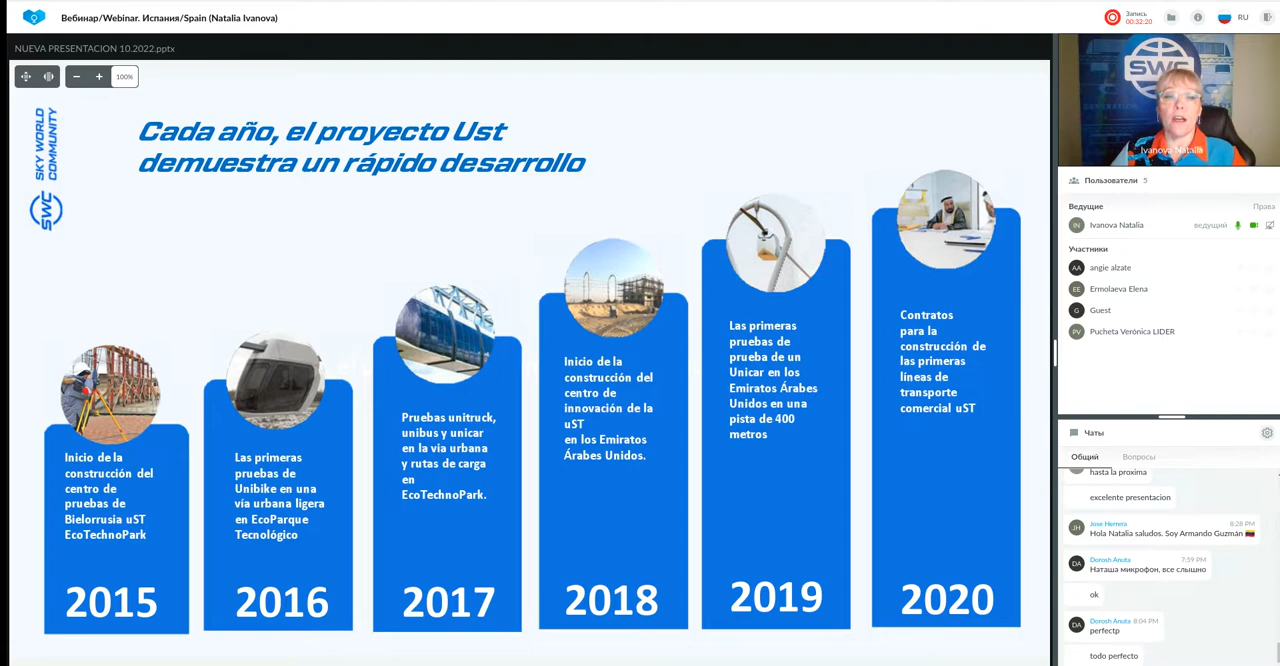 Вебинар/Webinar. Испания/Spain (Natalia Ivanova)
Запись
00:32:20
RU
NUEVA PRESENTACION 10.2022.pptx
100%
SKY WORLD
COMMUNITY
SWC
Cada año, el proyecto Ust
demuestra un rápido desarrollo
Inicio de la
construcción del
centro de
pruebas de
Bielorrusia uST
EcoTechnoPark
2015
Las primeras
pruebas de
Unibike en una
vía urbana ligera
en EcoParque
Tecnológico
2016
Pruebas unitruck,
unibus y unicar
en la via urbana
y rutas de carga
en
EcoTechnoPark.
2017
Inicio de la
construcción del
centro de
innovación de la
uST
en los Emiratos
Árabes Unidos.
2018
Las primeras
pruebas de
prueba de un
Unicar en los
Emiratos Árabes
Unidos en una
pista de 400
metros
2019
Contratos
para la
construcción de
las primeras
líneas de
transporte
comercial uST
2020
SWC
Ivanova Natalia
Пользователи 5
Ведущие Права
IN Ivanova Natalia ведущий
Участники
AA angie alzate
EE Ermolaeva Elena
G Guest
PV Pucheta Verónica LIDER
Чаты
Общий Вопросы
hasta la proxima
excelente presentacion
JH Jose Herrera 8:28 PM
Hola Natalia saludos. Soy Armando Guzmán
DA Dorosh Anuta 7:59 PM
Наташа микрофон, все слышно
ok
DA Dorosh Anuta 8:04 PM
perfectp
todo perfecto